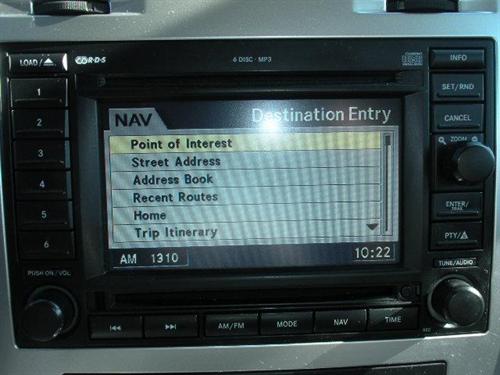 LOAD/
R·D·S
6 DISC · MP3
INFO
1
2
3
4
5
6
SET/RND
CANCEL
ZOOM
ENTER/
PTY/
NAV
Destination Entry
Point of Interest
Street Address
Address Book
Recent Routes
Home
Trip Itinerary
AM 1310
10:22
PUSH ON/VOL
TUNE/AUDIO
AM/FM
MODE
NAV
TIME
REC